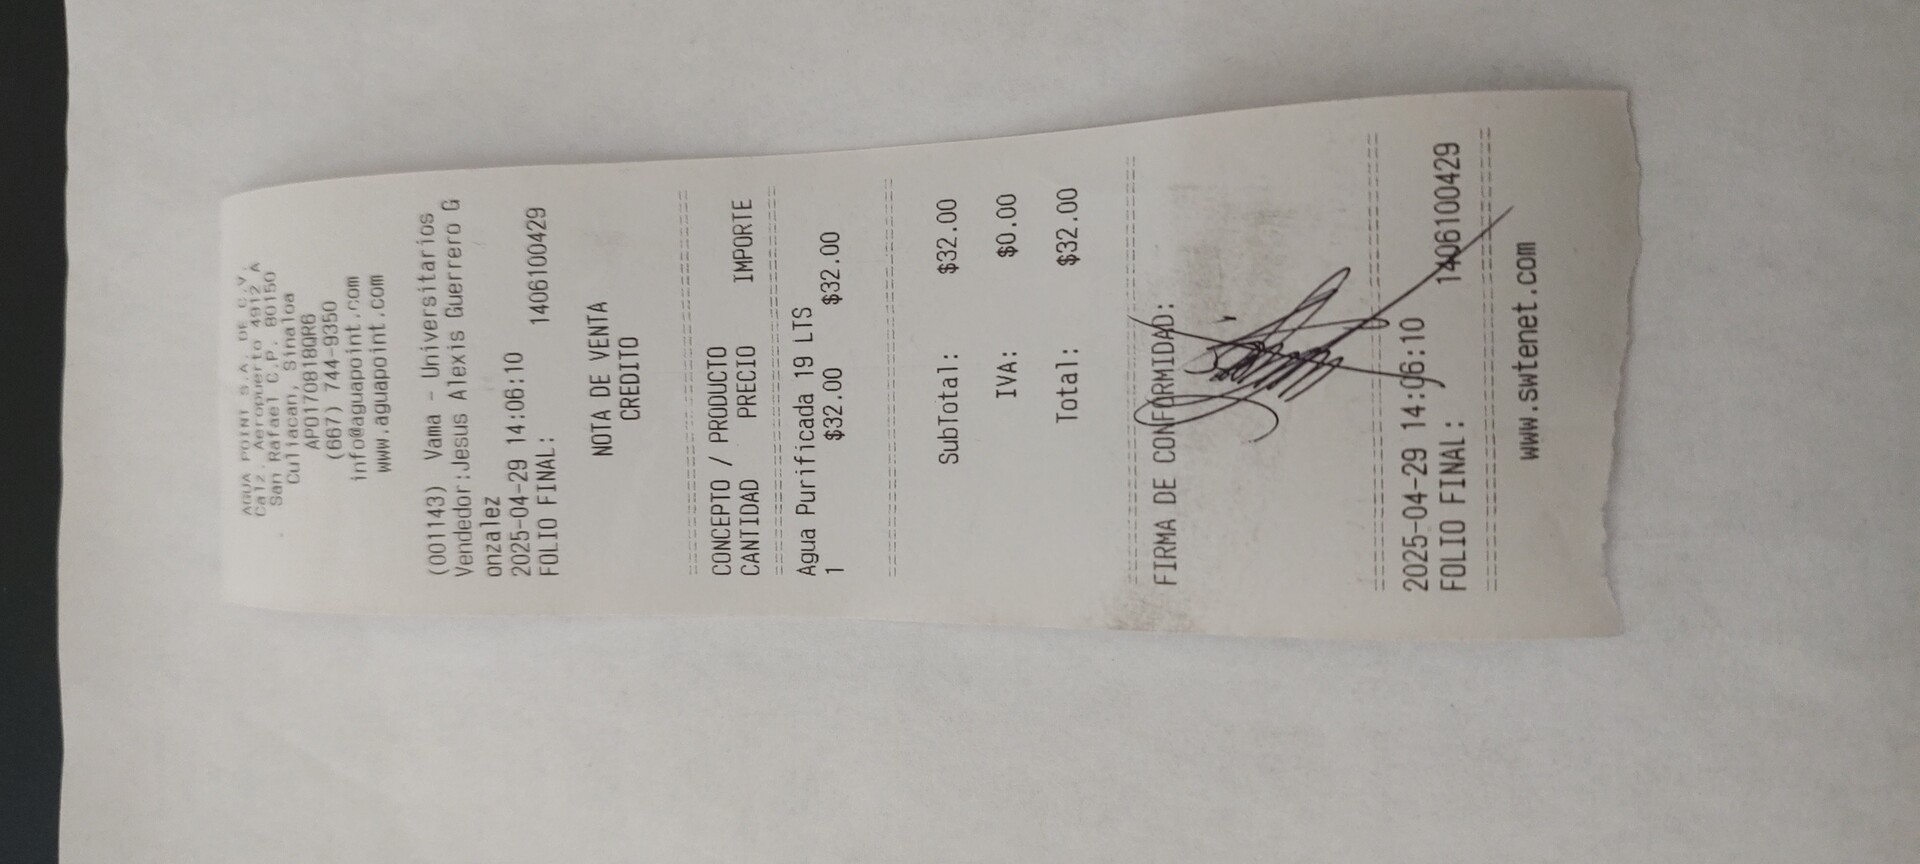 AGUA POINT S.A. DE C.V.
Calz. Aeropuerto 4912 A
San Rafael C.P. 80150
Culiacan, Sinaloa
APO170818QR6
(667) 744-9350
info@aguapoint.com
www.aguapoint.com
(001143) Vama - Universitarios
Vendedor:Jesus Alexis Guerrero G
onzalez
2025-04-29 14:06:10
FOLIO FINAL: 1406100429
NOTA DE VENTA
CREDITO
================================
CONCEPTO / PRODUCTO
CANTIDAD PRECIO IMPORTE
================================
Agua Purificada 19 LTS
1 $32.00 $32.00
================================
SubTotal: $32.00
IVA: $0.00
Total: $32.00
================================
FIRMA DE CONFORMIDAD:
================================
2025-04-29 14:06:10
FOLIO FINAL: 1406100429
================================
www.swtenet.com